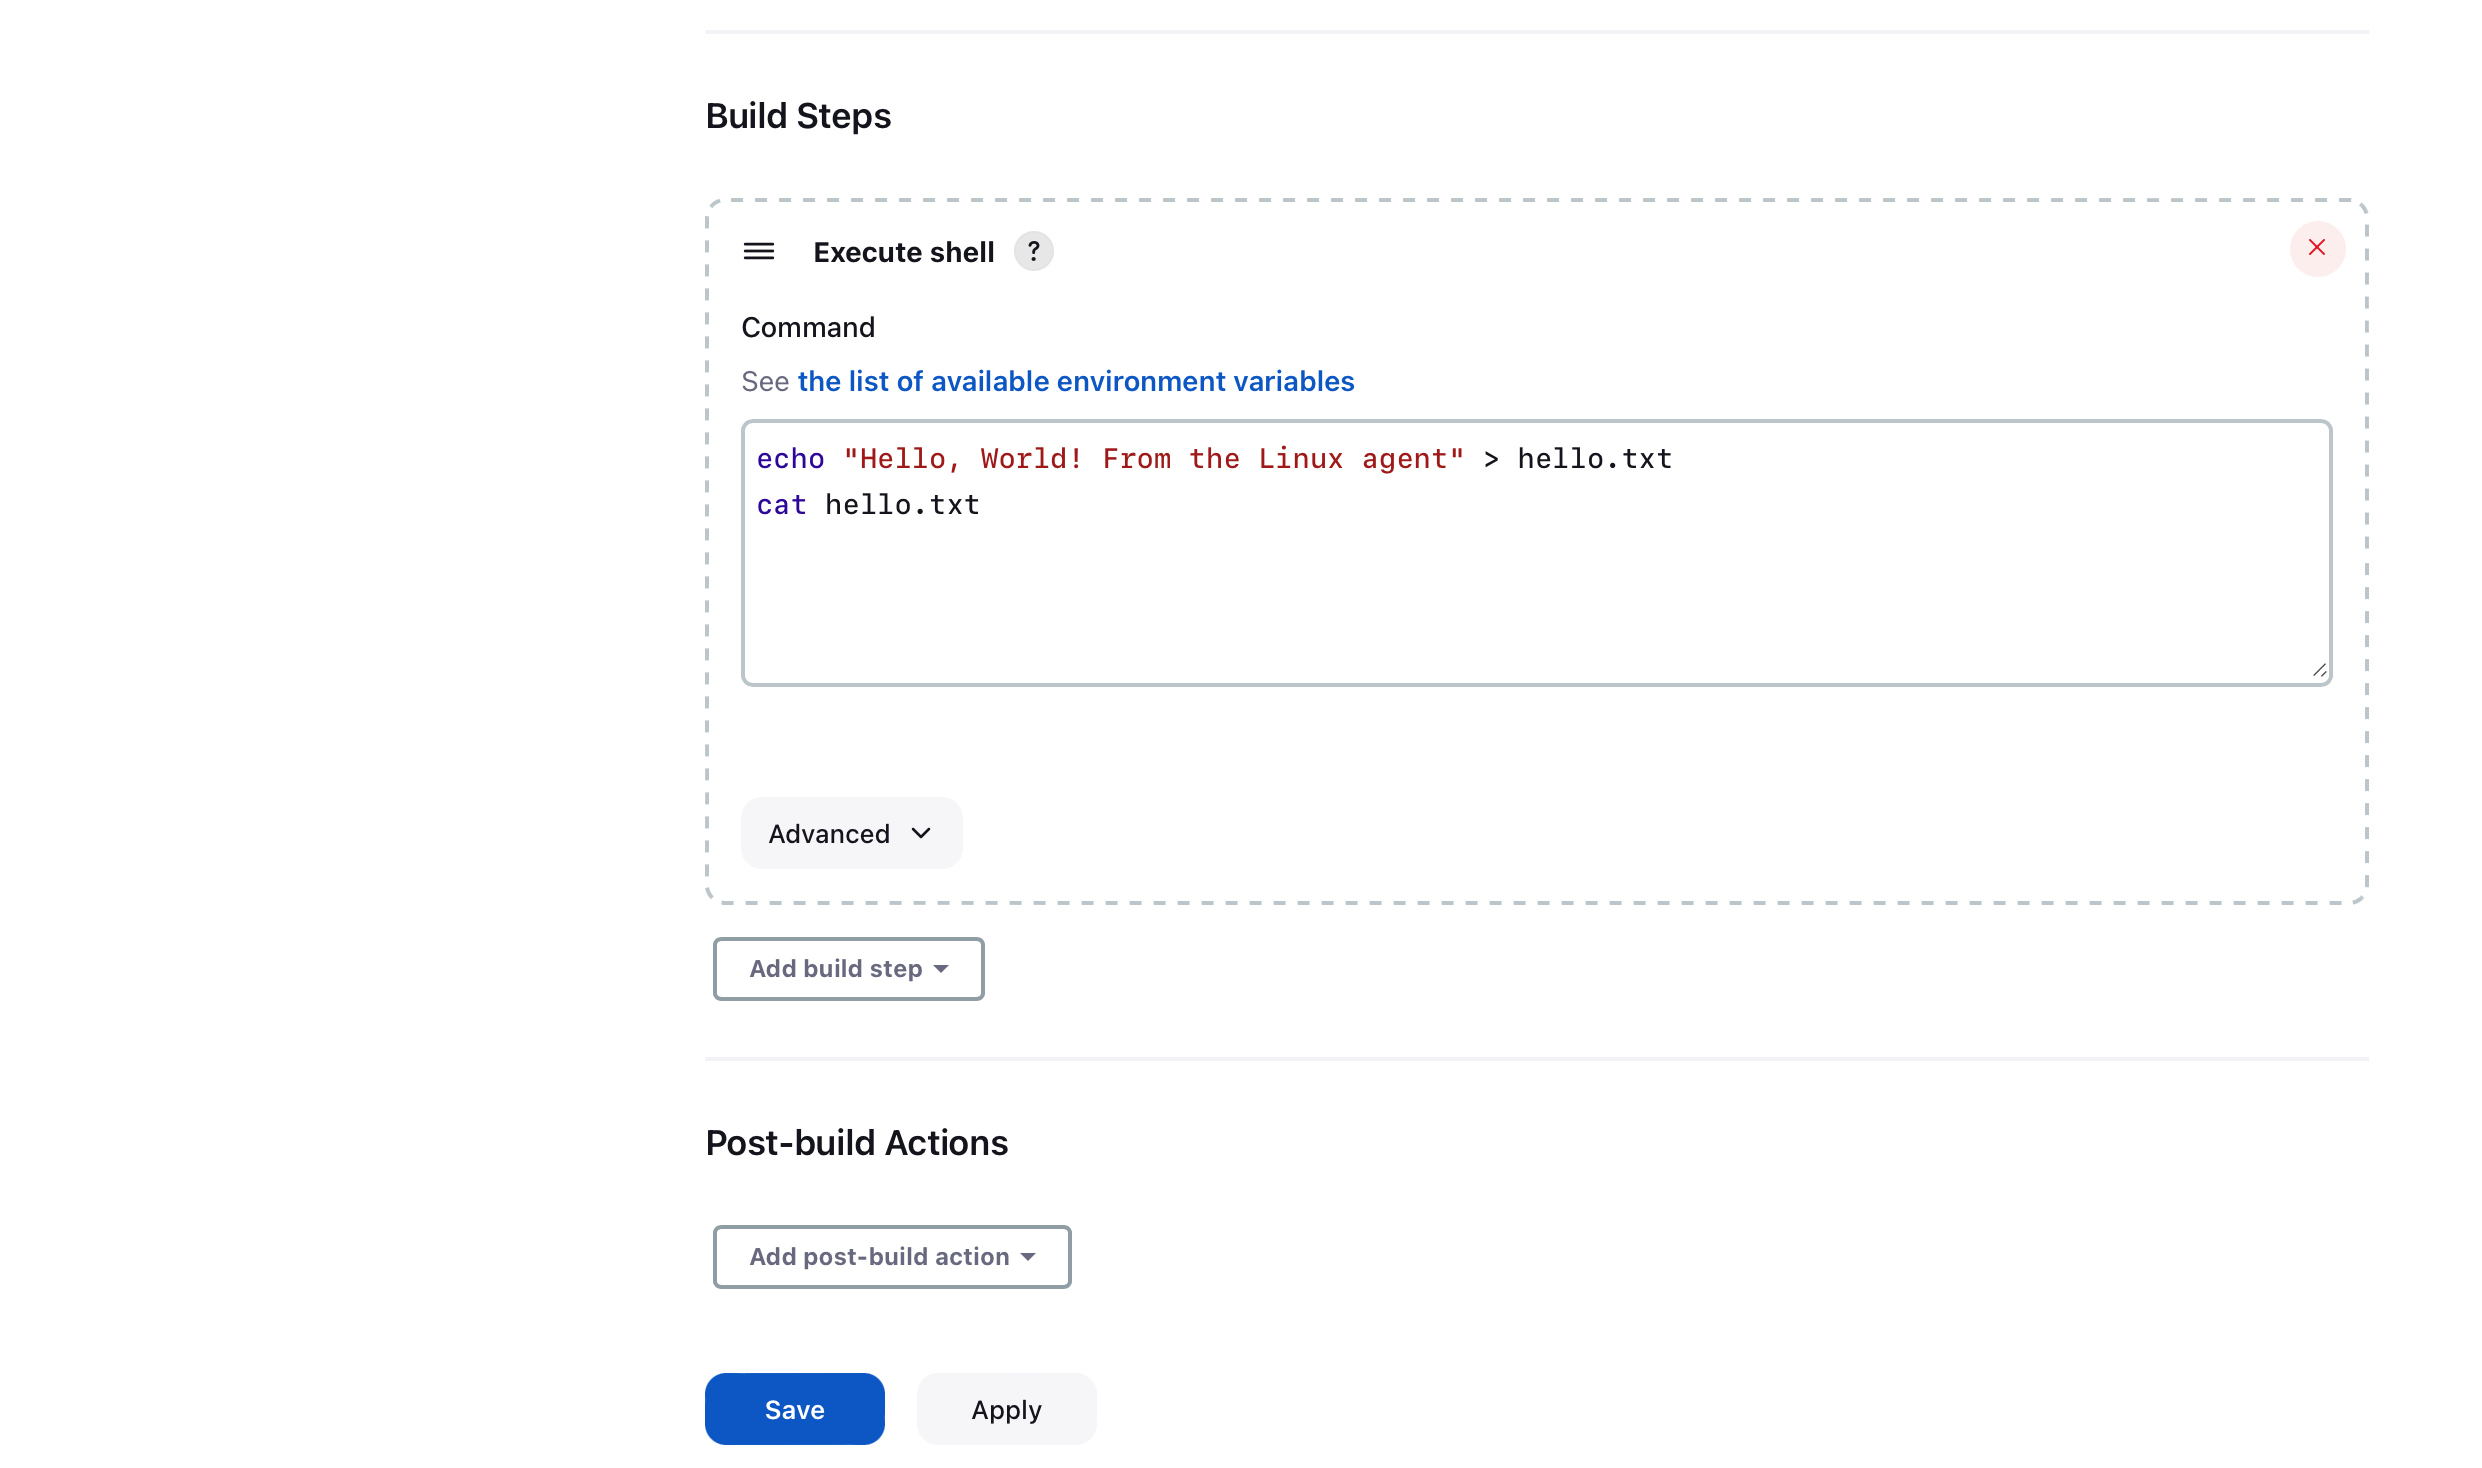 Build Steps
Execute shell ?
Command
See the list of available environment variables
echo "Hello, World! From the Linux agent" > hello.txt
cat hello.txt
Advanced
Add build step
Post-build Actions
Add post-build action
Save Apply